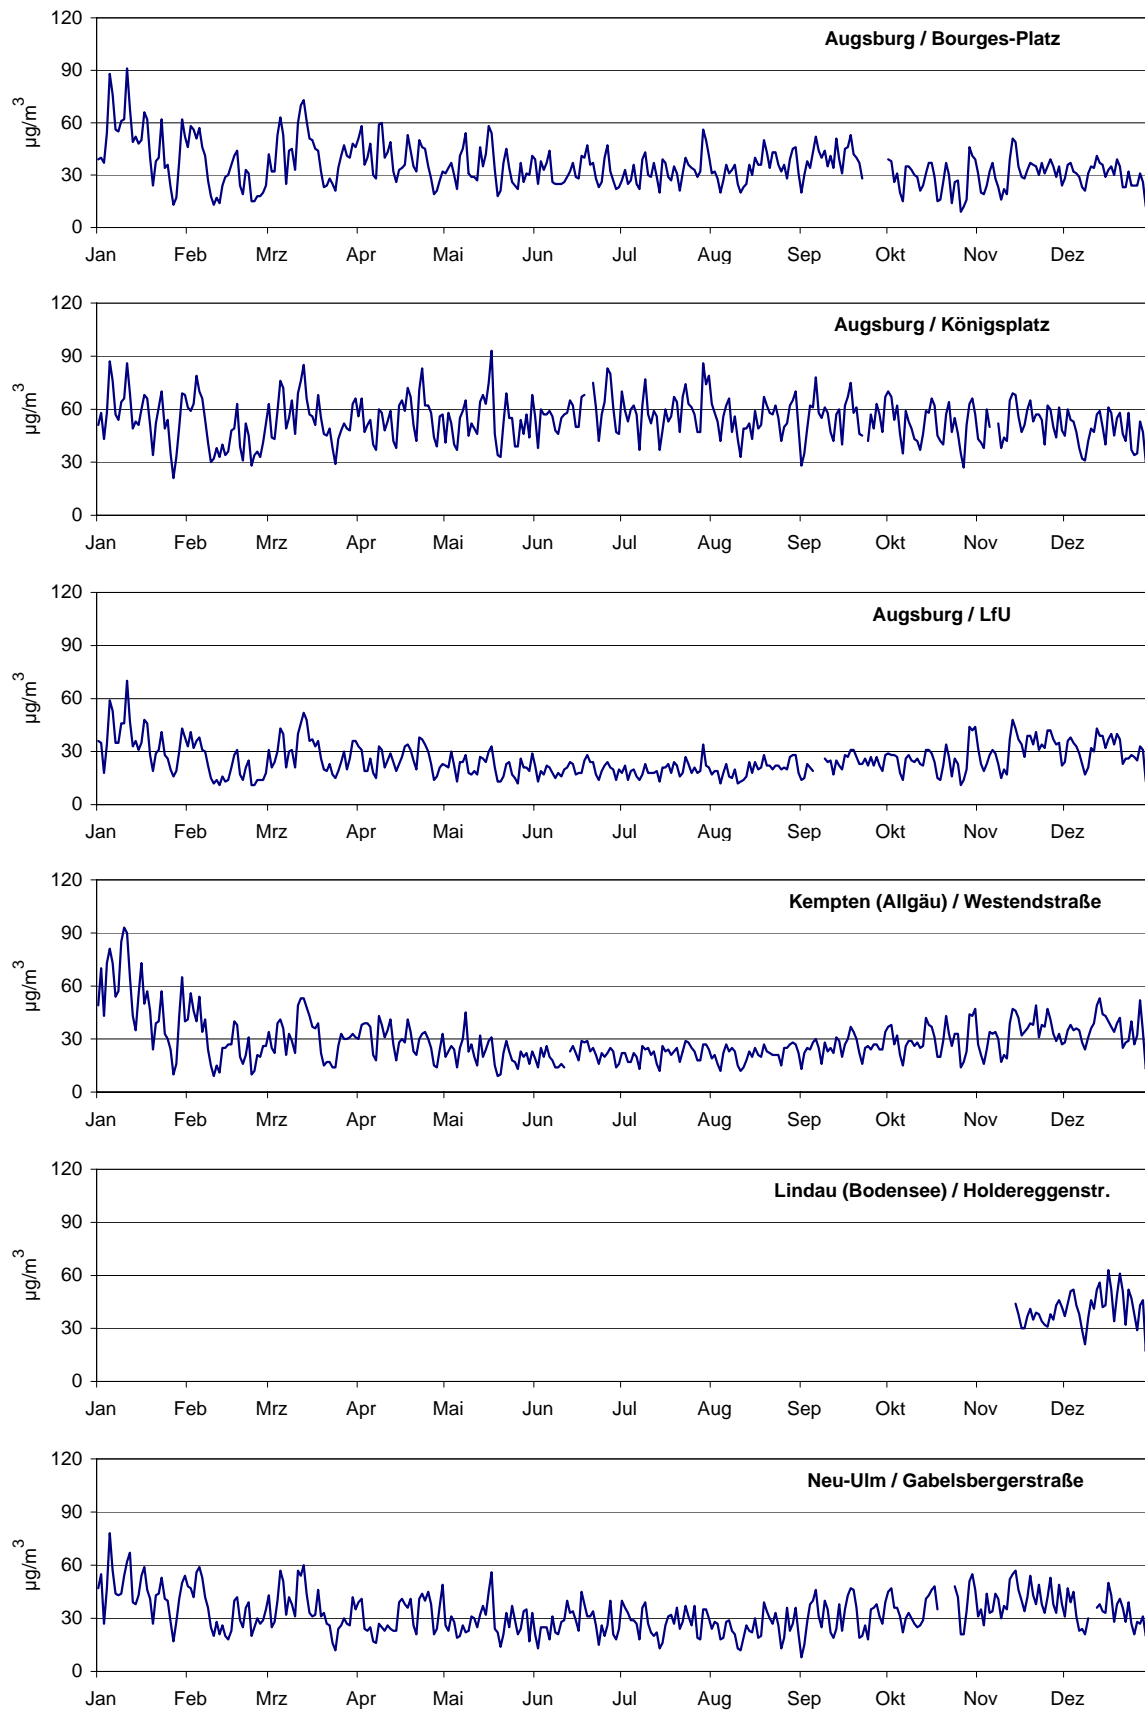 120
Augsburg / Bourges-Platz
90
µg/m³
60
30
0
Jan Feb Mrz Apr Mai Jun Jul Aug Sep Okt Nov Dez
120
Augsburg / Königsplatz
90
µg/m³
60
30
0
Jan Feb Mrz Apr Mai Jun Jul Aug Sep Okt Nov Dez
120
Augsburg / LfU
90
µg/m³
60
30
0
Jan Feb Mrz Apr Mai Jun Jul Aug Sep Okt Nov Dez
120
Kempten (Allgäu) / Westendstraße
90
µg/m³
60
30
0
Jan Feb Mrz Apr Mai Jun Jul Aug Sep Okt Nov Dez
120
Lindau (Bodensee) / Holdereggenstr.
90
µg/m³
60
30
0
Jan Feb Mrz Apr Mai Jun Jul Aug Sep Okt Nov Dez
120
Neu-Ulm / Gabelsbergerstraße
90
µg/m³
60
30
0
Jan Feb Mrz Apr Mai Jun Jul Aug Sep Okt Nov Dez